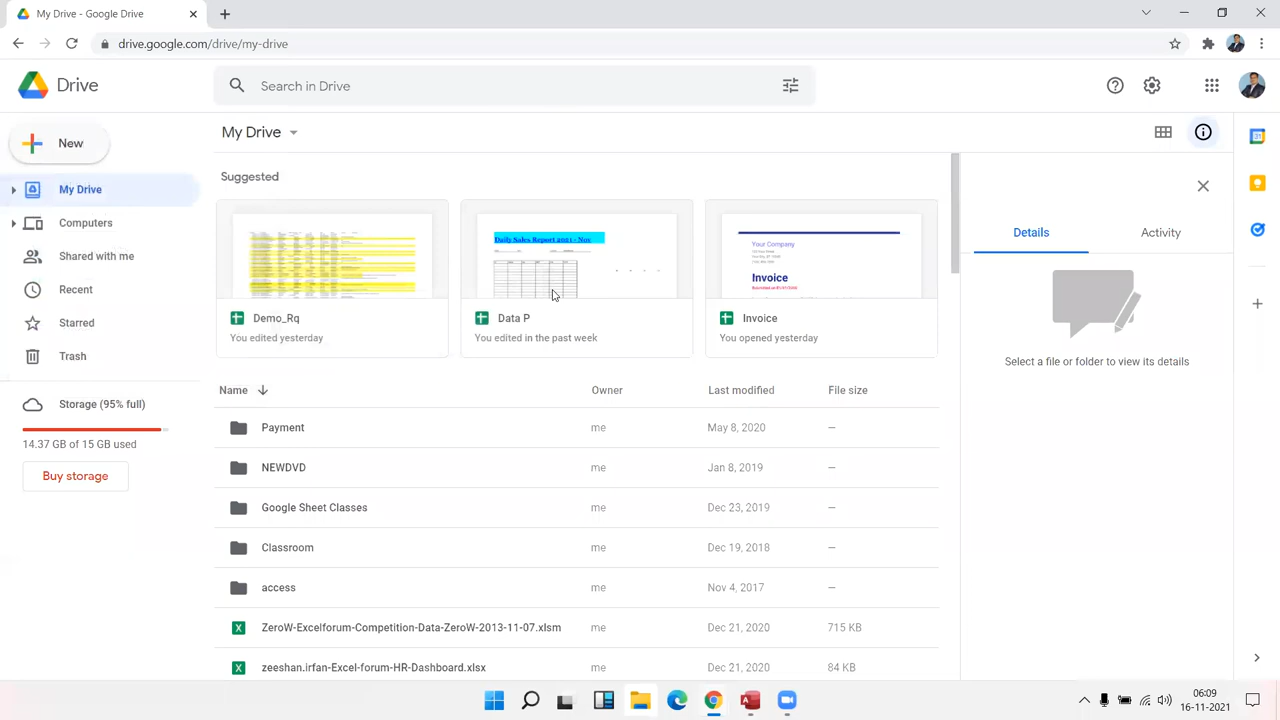 My Drive - Google Drive
drive.google.com/drive/my-drive
Drive
Search in Drive
New
My Drive
Computers
Shared with me
Recent
Starred
Trash
Storage (95% full)
14.37 GB of 15 GB used
Buy storage
My Drive
Suggested
Demo_Rq
You edited yesterday
Daily Sales Report 2021 - Nov
Data P
You edited in the past week
Your Company
Invoice
Invoice
You opened yesterday
Name Owner Last modified File size
Payment me May 8, 2020 —
NEWDVD me Jan 8, 2019 —
Google Sheet Classes me Dec 23, 2019 —
Classroom me Dec 19, 2018 —
access me Nov 4, 2017 —
ZeroW-Excelforum-Competition-Data-ZeroW-2013-11-07.xlsm me Dec 21, 2020 715 KB
zeeshan.irfan-Excel-forum-HR-Dashboard.xlsx me Dec 21, 2020 84 KB
Details Activity
Select a file or folder to view its details
31
06:09
16-11-2021